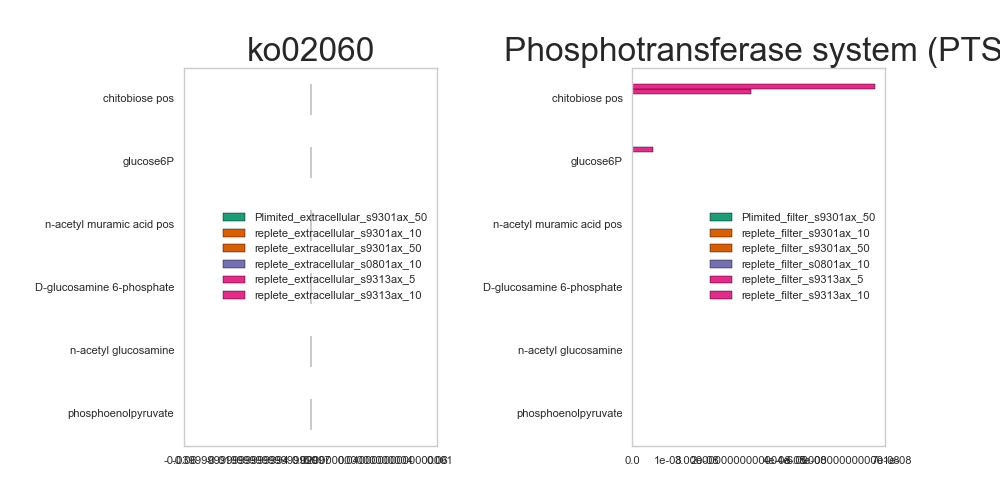 ko02060
Phosphotransferase system (PTS
chitobiose pos
glucose6P
n-acetyl muramic acid pos
D-glucosamine 6-phosphate
n-acetyl glucosamine
phosphoenolpyruvate
Plimited_extracellular_s9301ax_50
replete_extracellular_s9301ax_10
replete_extracellular_s9301ax_50
replete_extracellular_s0801ax_10
replete_extracellular_s9313ax_5
replete_extracellular_s9313ax_10
chitobiose pos
glucose6P
n-acetyl muramic acid pos
D-glucosamine 6-phosphate
n-acetyl glucosamine
phosphoenolpyruvate
Plimited_filter_s9301ax_50
replete_filter_s9301ax_10
replete_filter_s9301ax_50
replete_filter_s0801ax_10
replete_filter_s9313ax_5
replete_filter_s9313ax_10
0.0